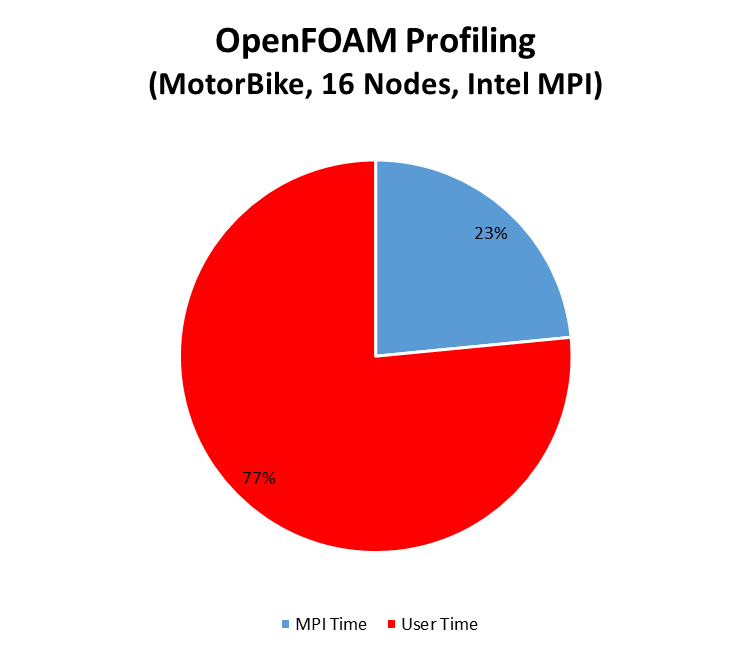 OpenFOAM Profiling
(MotorBike, 16 Nodes, Intel MPI)
23%
77%
MPI Time User Time